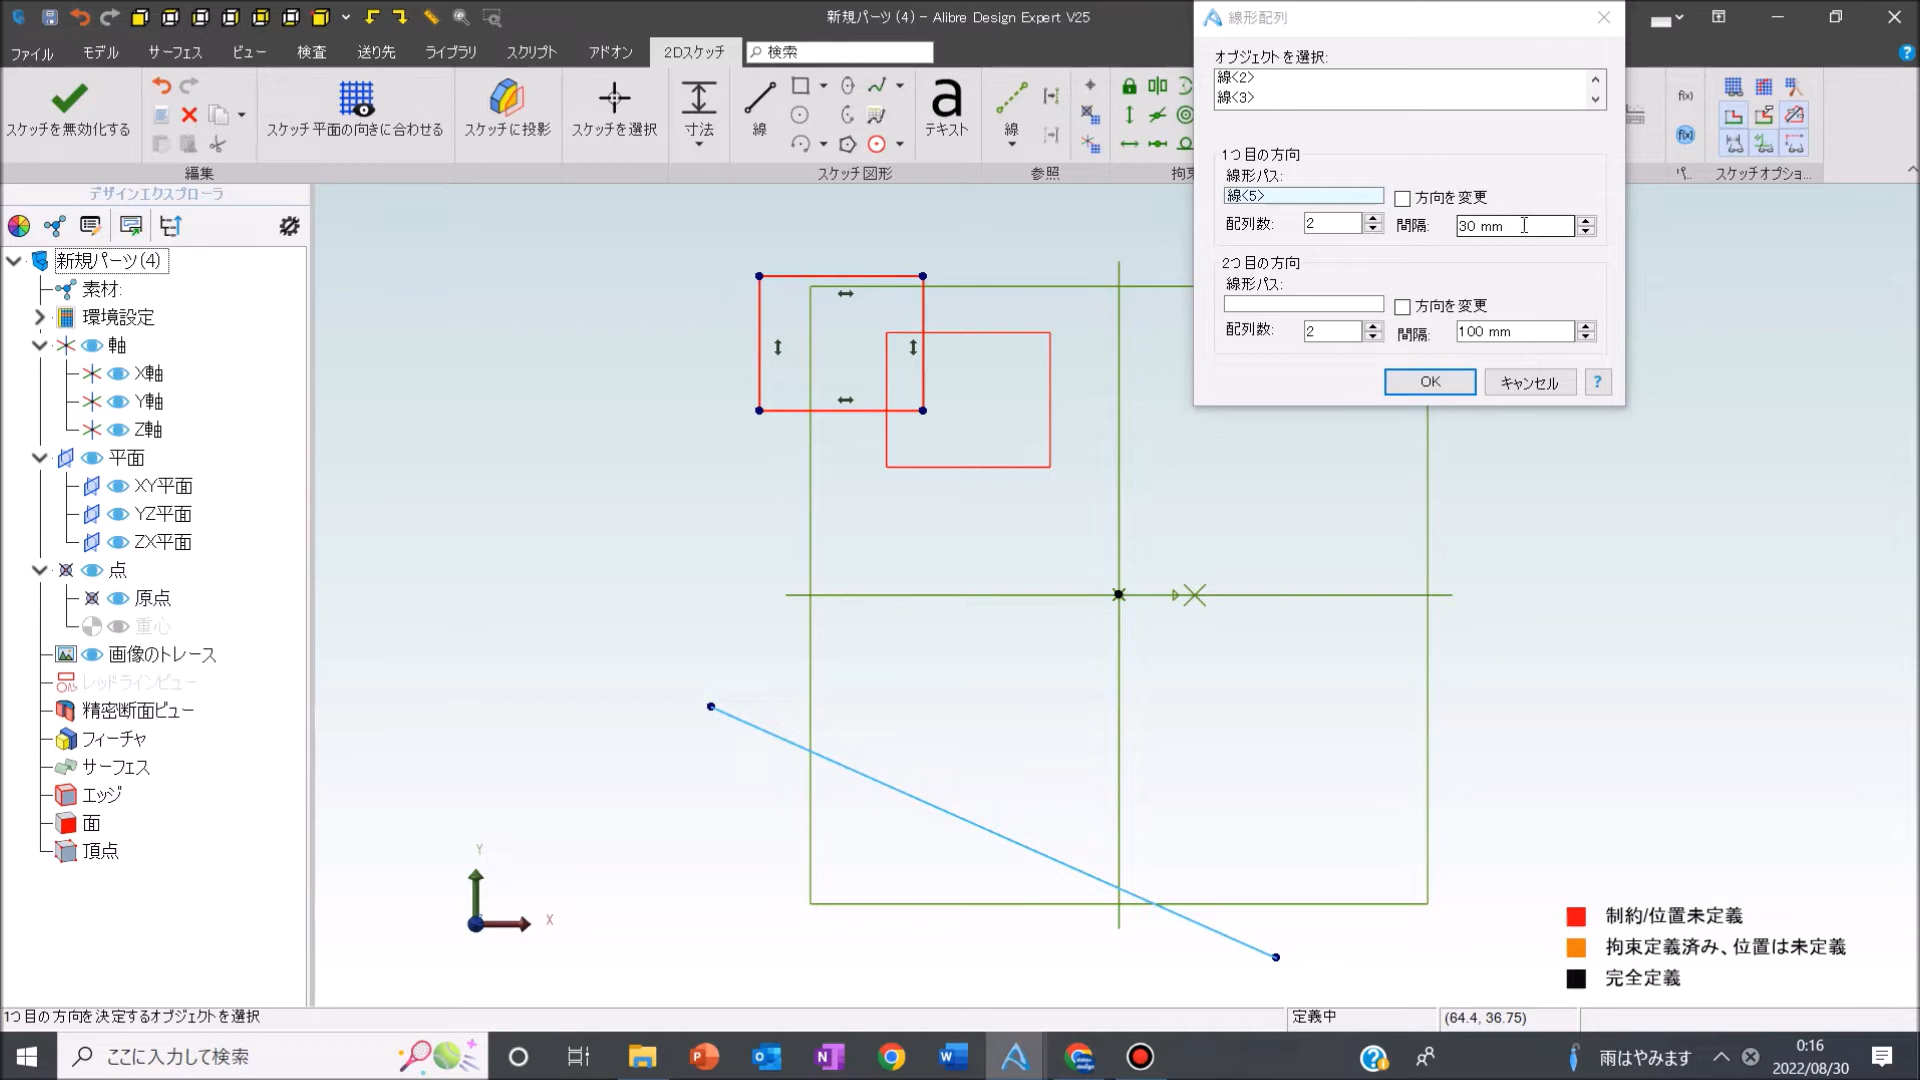 新規パーツ (4) - Alibre Design Expert V25
ファイル モデル サーフェス ビュー 検査 送り先 ライブラリ スクリプト アドオン 2Dスケッチ 検索
スケッチを無効化する
スケッチ平面の向きに合わせる
スケッチに投影
スケッチを選択
寸法
線
テキスト
線
編集
スケッチ図形
参照
拘束
スケッチオプショ...
デザインエクスプローラ
新規パーツ(4)
素材:
環境設定
軸
X軸
Y軸
Z軸
平面
XY平面
YZ平面
ZX平面
点
原点
重心
画像のトレース
レッドラインビュー
精密断面ビュー
フィーチャ
サーフェス
エッジ
面
頂点
線形配列
オブジェクトを選択:
線<2>
線<3>
1つ目の方向
線形パス:
線<5>
方向を変更
配列数: 2 間隔: 30 mm
2つ目の方向
線形パス:
方向を変更
配列数: 2 間隔: 100 mm
OK キャンセル ?
Y
X
制約/位置未定義
拘束定義済み、位置は未定義
完全定義
1つ目の方向を決定するオブジェクトを選択
定義中
(64.4, 36.75)
ここに入力して検索
雨はやみます
0:16
2022/08/30